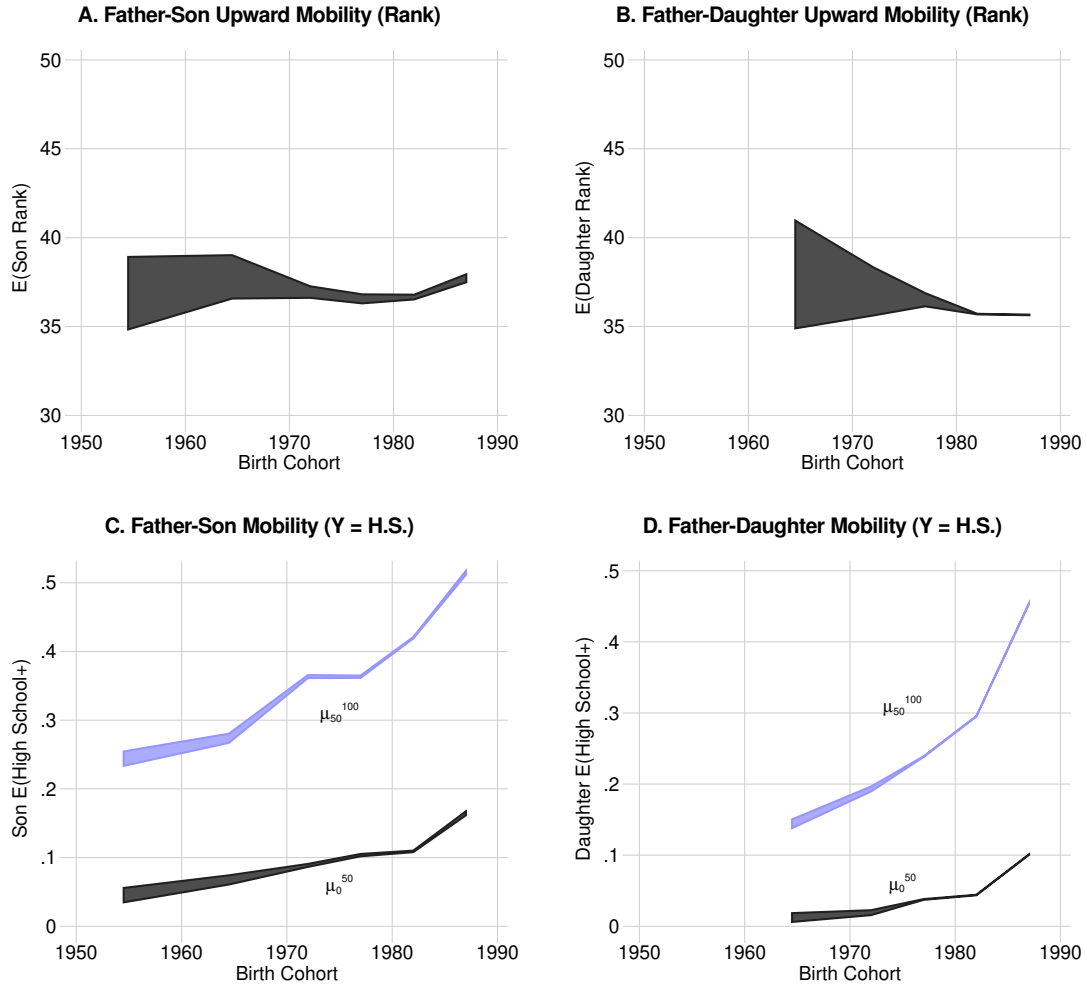 A. Father-Son Upward Mobility (Rank)
50
45
40
35
30
E(Son Rank)
1950 1960 1970 1980 1990
Birth Cohort
B. Father-Daughter Upward Mobility (Rank)
50
45
40
35
30
E(Daughter Rank)
1950 1960 1970 1980 1990
Birth Cohort
C. Father-Son Mobility (Y = H.S.)
.5
.4
.3
.2
.1
0
Son E(High School+)
μ₅₀¹⁰⁰
μ₀⁵⁰
1950 1960 1970 1980 1990
Birth Cohort
D. Father-Daughter Mobility (Y = H.S.)
.5
.4
.3
.2
.1
0
Daughter E(High School+)
μ₅₀¹⁰⁰
μ₀⁵⁰
1950 1960 1970 1980 1990
Birth Cohort